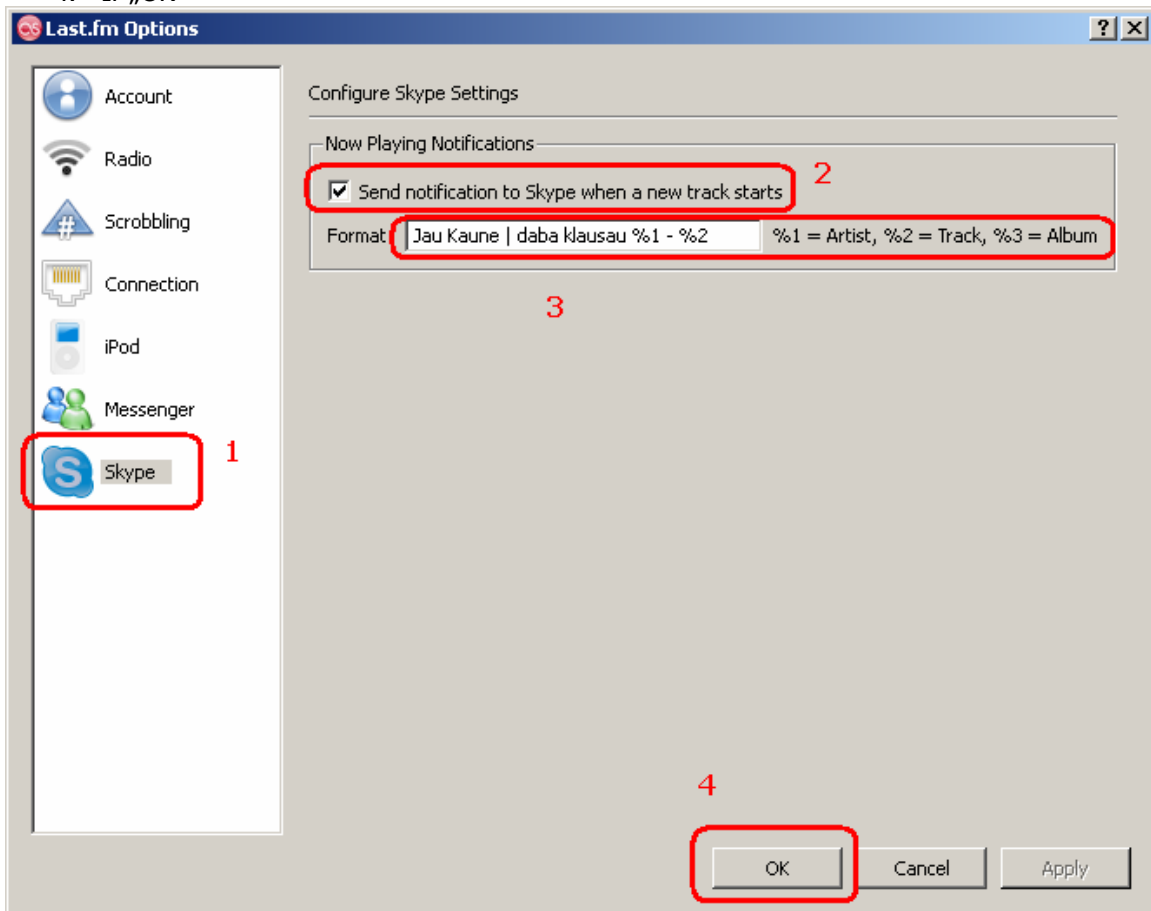 Last.fm Options
Account
Radio
Scrobbling
Connection
iPod
Messenger
Skype
1
Configure Skype Settings
Now Playing Notifications
2
Send notification to Skype when a new track starts
Format: Jau Kaune | daba klausau %1 - %2 %1 = Artist, %2 = Track, %3 = Album
3
4
OK Cancel Apply